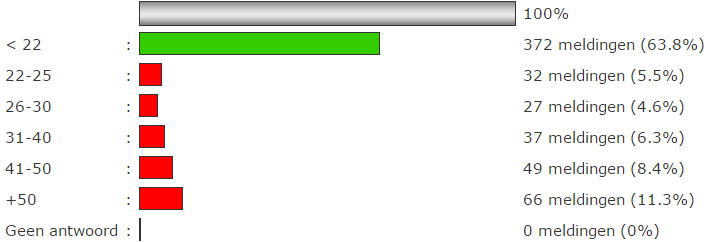 100%
< 22 : 372 meldingen (63.8%)
22-25 : 32 meldingen (5.5%)
26-30 : 27 meldingen (4.6%)
31-40 : 37 meldingen (6.3%)
41-50 : 49 meldingen (8.4%)
+50 : 66 meldingen (11.3%)
Geen antwoord : 0 meldingen (0%)